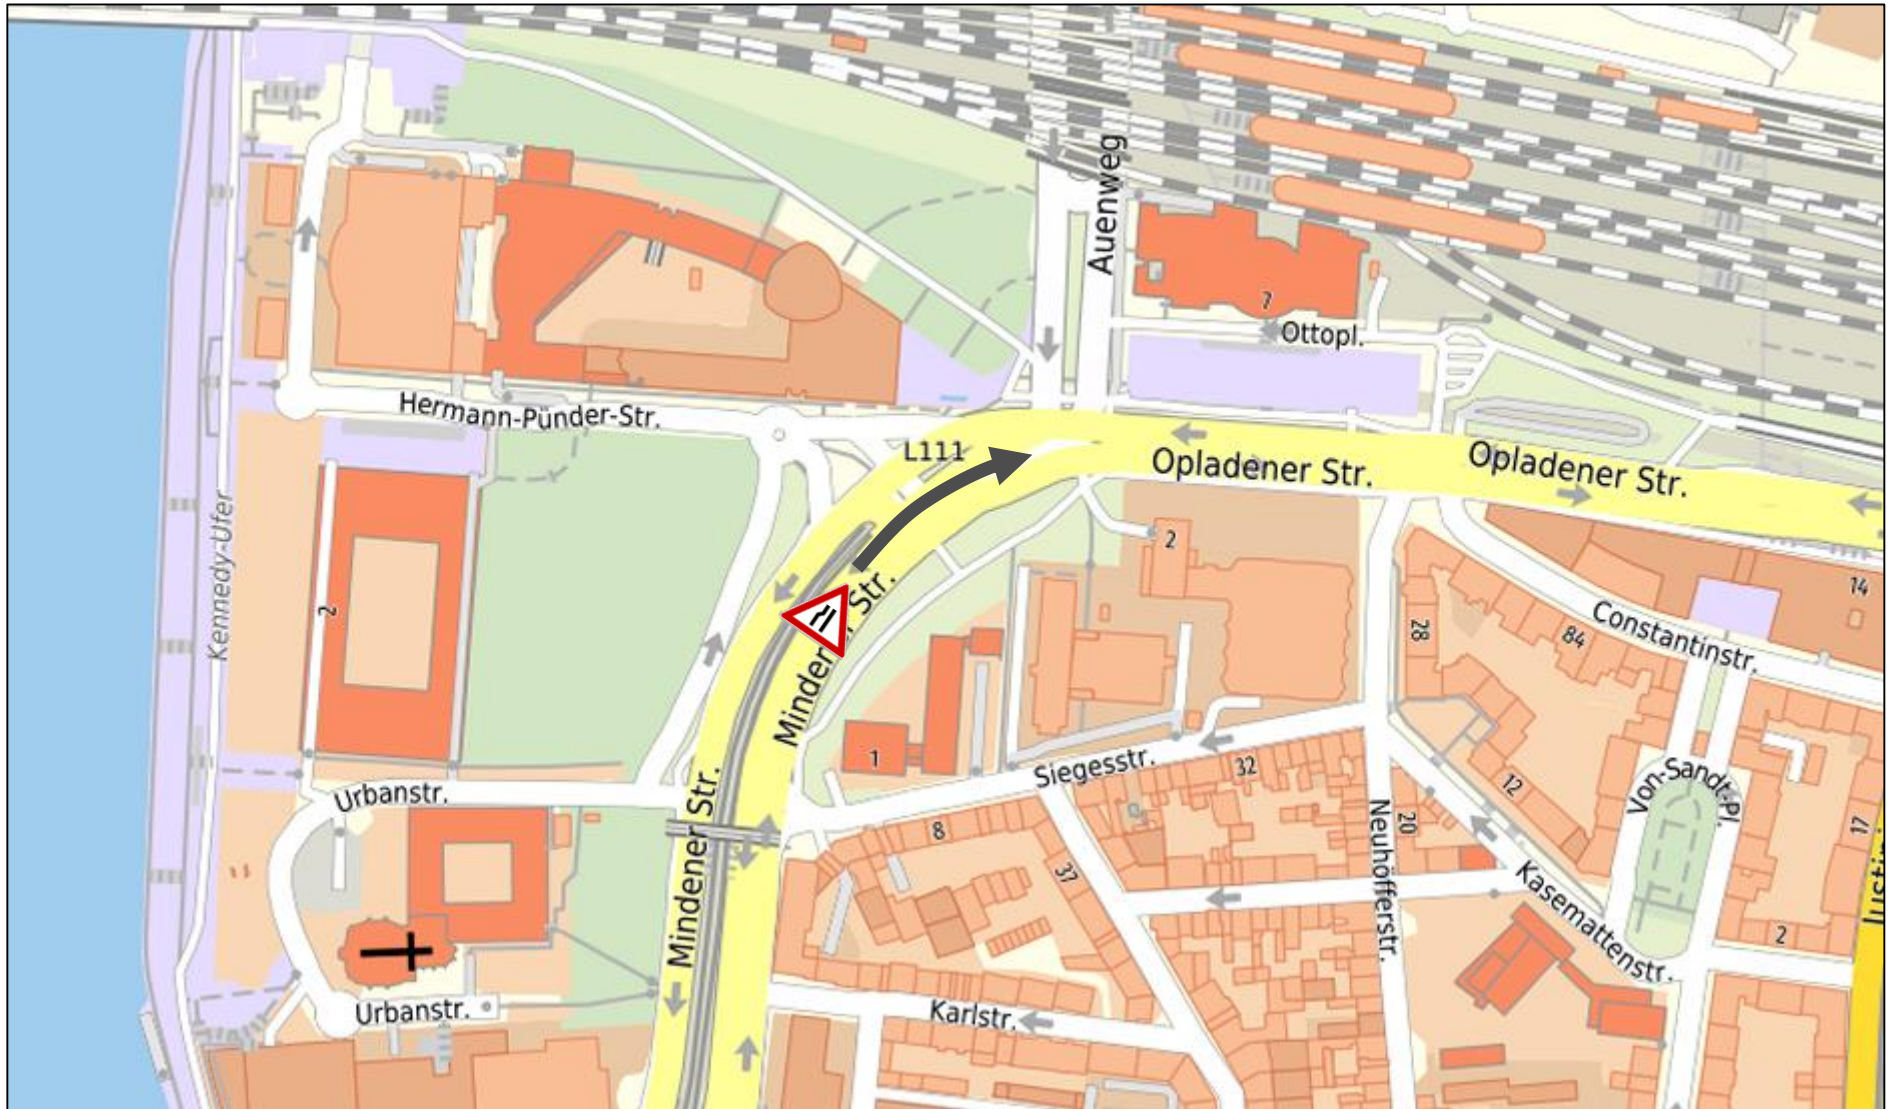 Auenweg
7
Ottopl.
Hermann-Pünder-Str.
L111
Opladener Str.
Opladener Str.
Kennedy-Ufer
2
2
Mindener Str.
14
28
84
Constantinstr.
1
Siegesstr.
32
12
Von-Sandt-Pl.
Urbanstr.
Mindener Str.
8
37
20
Neuhöfferstr.
17
Kasemattenstr.
2
Urbanstr.
Karlstr.